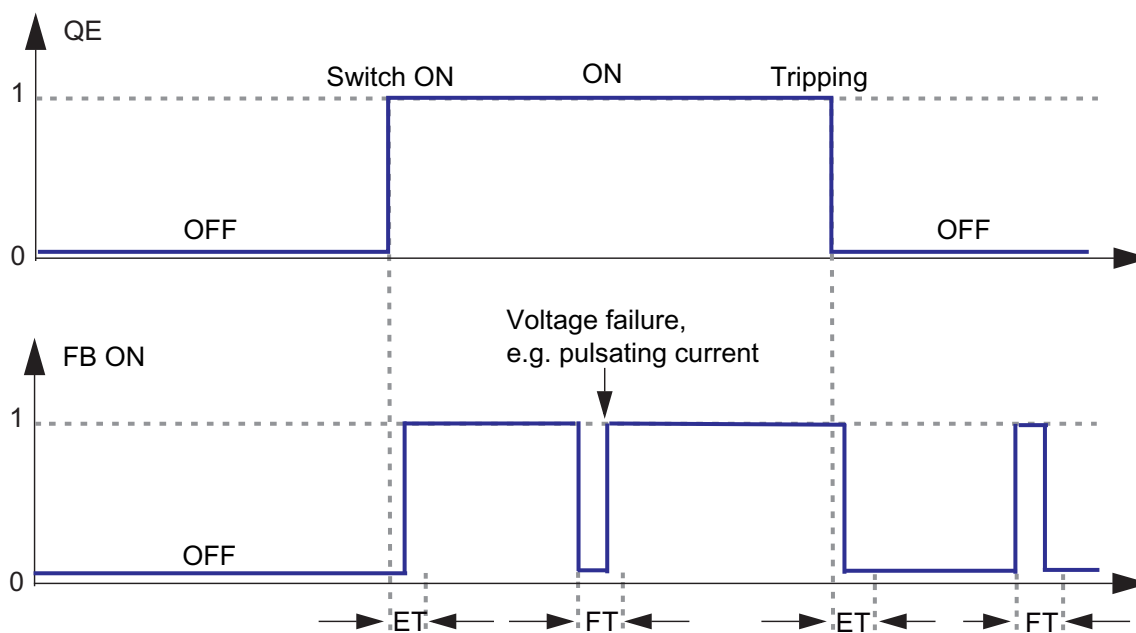 QE
Switch ON ON Tripping
1
OFF OFF
0
Voltage failure,
e.g. pulsating current
FB ON
1
OFF
0
ET FT ET FT